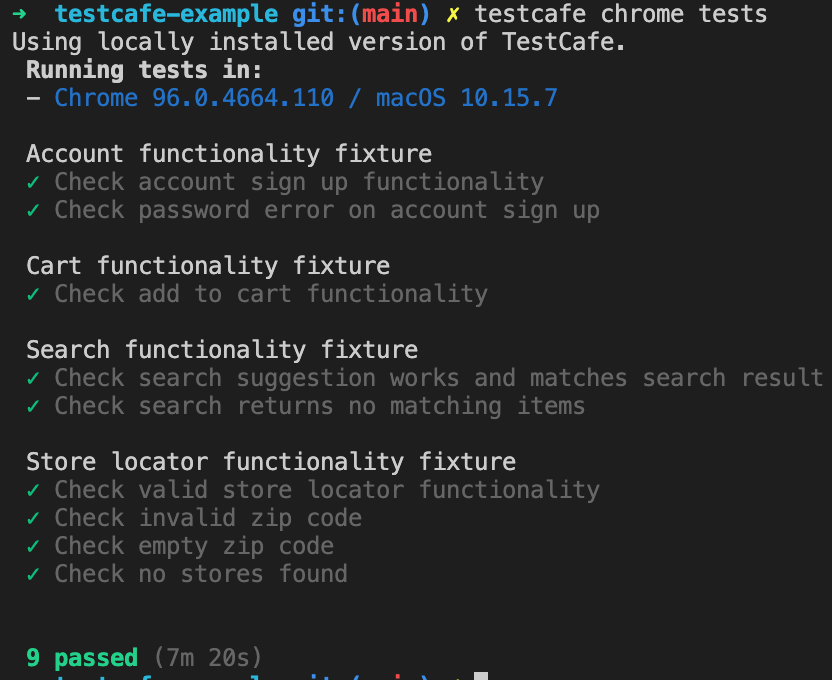 ➜ testcafe-example git:(main) ✗ testcafe chrome tests
Using locally installed version of TestCafe.
Running tests in:
- Chrome 96.0.4664.110 / macOS 10.15.7
Account functionality fixture
✓ Check account sign up functionality
✓ Check password error on account sign up
Cart functionality fixture
✓ Check add to cart functionality
Search functionality fixture
✓ Check search suggestion works and matches search result
✓ Check search returns no matching items
Store locator functionality fixture
✓ Check valid store locator functionality
✓ Check invalid zip code
✓ Check empty zip code
✓ Check no stores found
9 passed (7m 20s)